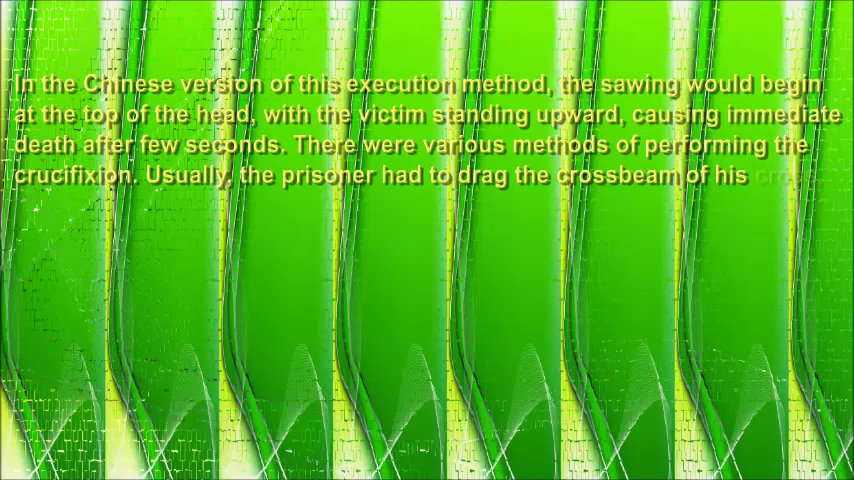 In the Chinese version of this execution method, the sawing would begin
at the top of the head, with the victim standing upward, causing immediate
death after few seconds. There were various methods of performing the
crucifixion. Usually, the prisoner had to drag the crossbeam of his